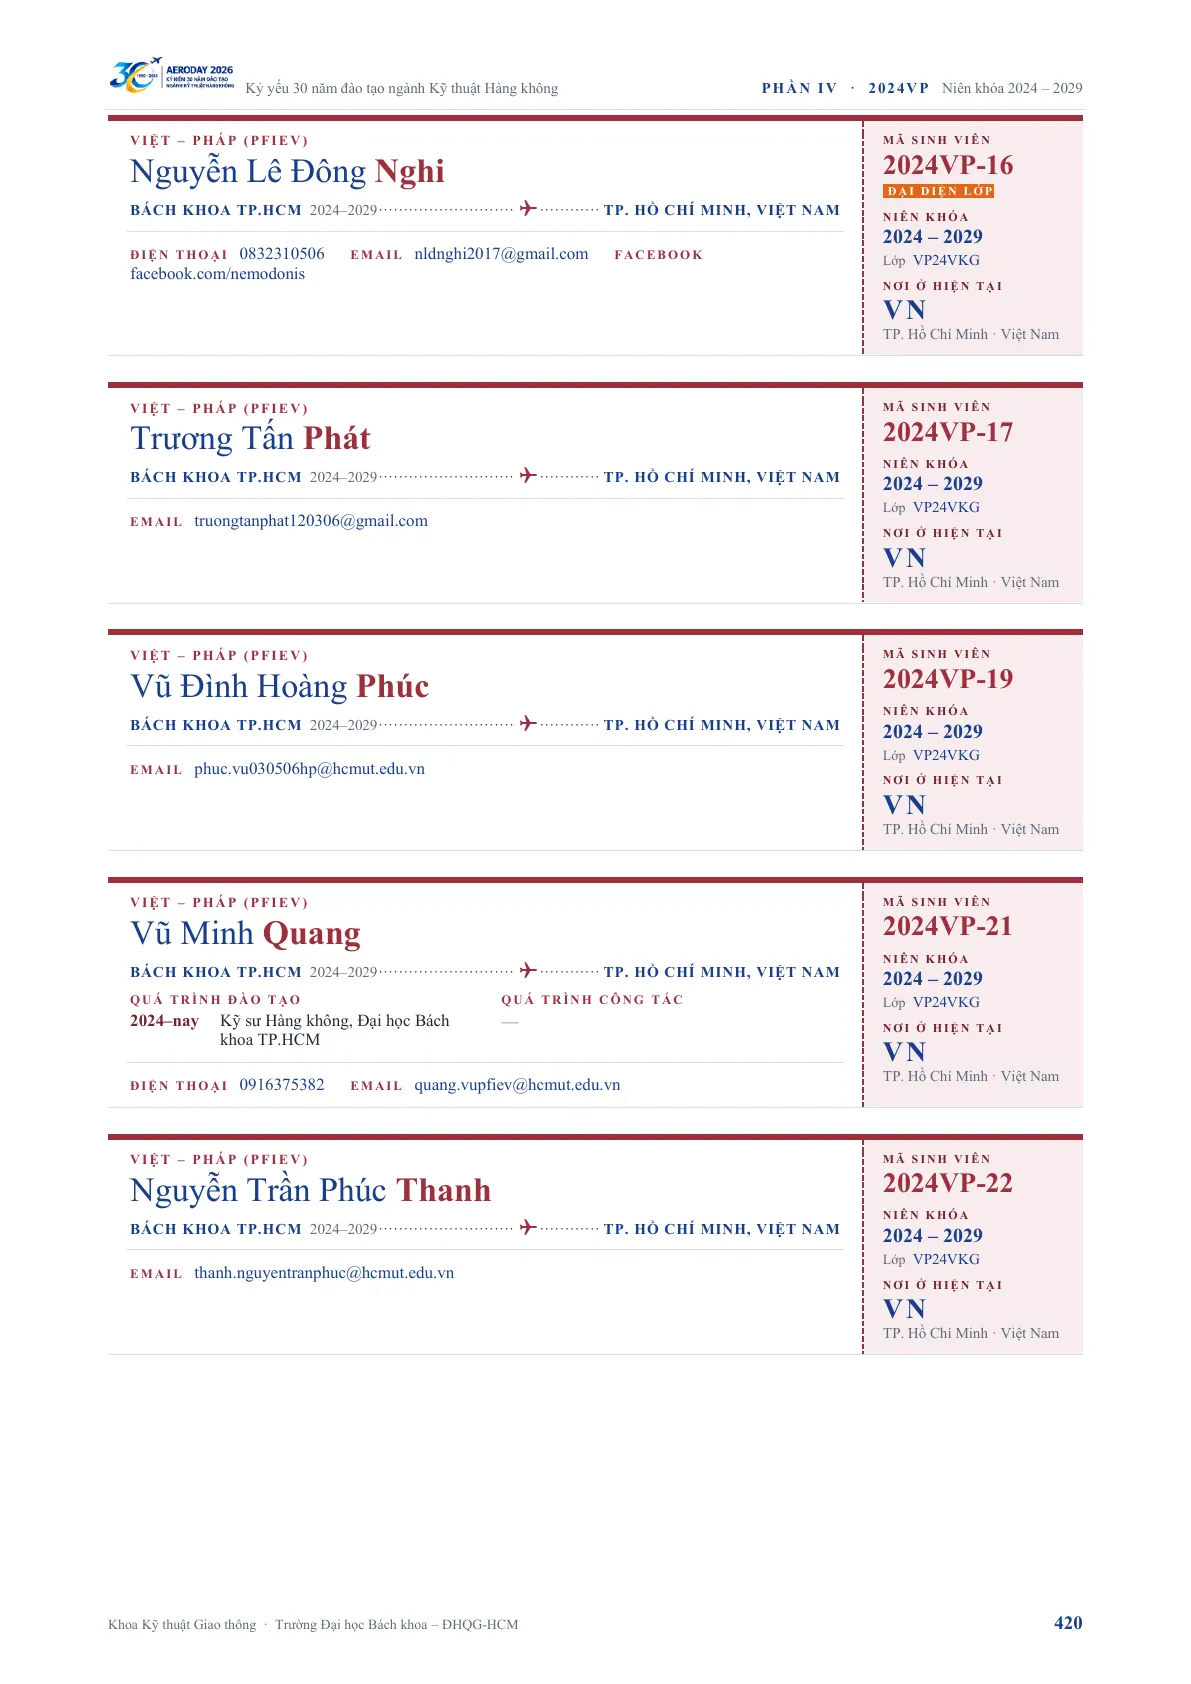 AERODAY 2026
1996 - 2026
KỶ NIỆM 30 NĂM ĐÀO TẠO
NGÀNH KỸ THUẬT HÀNG KHÔNG
Kỷ yếu 30 năm đào tạo ngành Kỹ thuật Hàng không
PHẦN IV · 2024VP Niên khóa 2024 – 2029
VIỆT – PHÁP (PFIEV)
Nguyễn Lê Đông Nghi
BÁCH KHOA TP.HCM 2024–2029 ✈ TP. HỒ CHÍ MINH, VIỆT NAM
ĐIỆN THOẠI 0832310506 EMAIL nldnghi2017@gmail.com FACEBOOK
facebook.com/nemodonis
MÃ SINH VIÊN
2024VP-16
ĐẠI DIỆN LỚP
NIÊN KHÓA
2024 – 2029
Lớp VP24VKG
NƠI Ở HIỆN TẠI
VN
TP. Hồ Chí Minh · Việt Nam
VIỆT – PHÁP (PFIEV)
Trương Tấn Phát
BÁCH KHOA TP.HCM 2024–2029 ✈ TP. HỒ CHÍ MINH, VIỆT NAM
EMAIL truongtanphat120306@gmail.com
MÃ SINH VIÊN
2024VP-17
NIÊN KHÓA
2024 – 2029
Lớp VP24VKG
NƠI Ở HIỆN TẠI
VN
TP. Hồ Chí Minh · Việt Nam
VIỆT – PHÁP (PFIEV)
Vũ Đình Hoàng Phúc
BÁCH KHOA TP.HCM 2024–2029 ✈ TP. HỒ CHÍ MINH, VIỆT NAM
EMAIL phuc.vu030506hp@hcmut.edu.vn
MÃ SINH VIÊN
2024VP-19
NIÊN KHÓA
2024 – 2029
Lớp VP24VKG
NƠI Ở HIỆN TẠI
VN
TP. Hồ Chí Minh · Việt Nam
VIỆT – PHÁP (PFIEV)
Vũ Minh Quang
BÁCH KHOA TP.HCM 2024–2029 ✈ TP. HỒ CHÍ MINH, VIỆT NAM
QUÁ TRÌNH ĐÀO TẠO
2024–nay Kỹ sư Hàng không, Đại học Bách
khoa TP.HCM
QUÁ TRÌNH CÔNG TÁC
—
ĐIỆN THOẠI 0916375382 EMAIL quang.vupfiev@hcmut.edu.vn
MÃ SINH VIÊN
2024VP-21
NIÊN KHÓA
2024 – 2029
Lớp VP24VKG
NƠI Ở HIỆN TẠI
VN
TP. Hồ Chí Minh · Việt Nam
VIỆT – PHÁP (PFIEV)
Nguyễn Trần Phúc Thanh
BÁCH KHOA TP.HCM 2024–2029 ✈ TP. HỒ CHÍ MINH, VIỆT NAM
EMAIL thanh.nguyentranphuc@hcmut.edu.vn
MÃ SINH VIÊN
2024VP-22
NIÊN KHÓA
2024 – 2029
Lớp VP24VKG
NƠI Ở HIỆN TẠI
VN
TP. Hồ Chí Minh · Việt Nam
Khoa Kỹ thuật Giao thông · Trường Đại học Bách khoa – ĐHQG-HCM
420